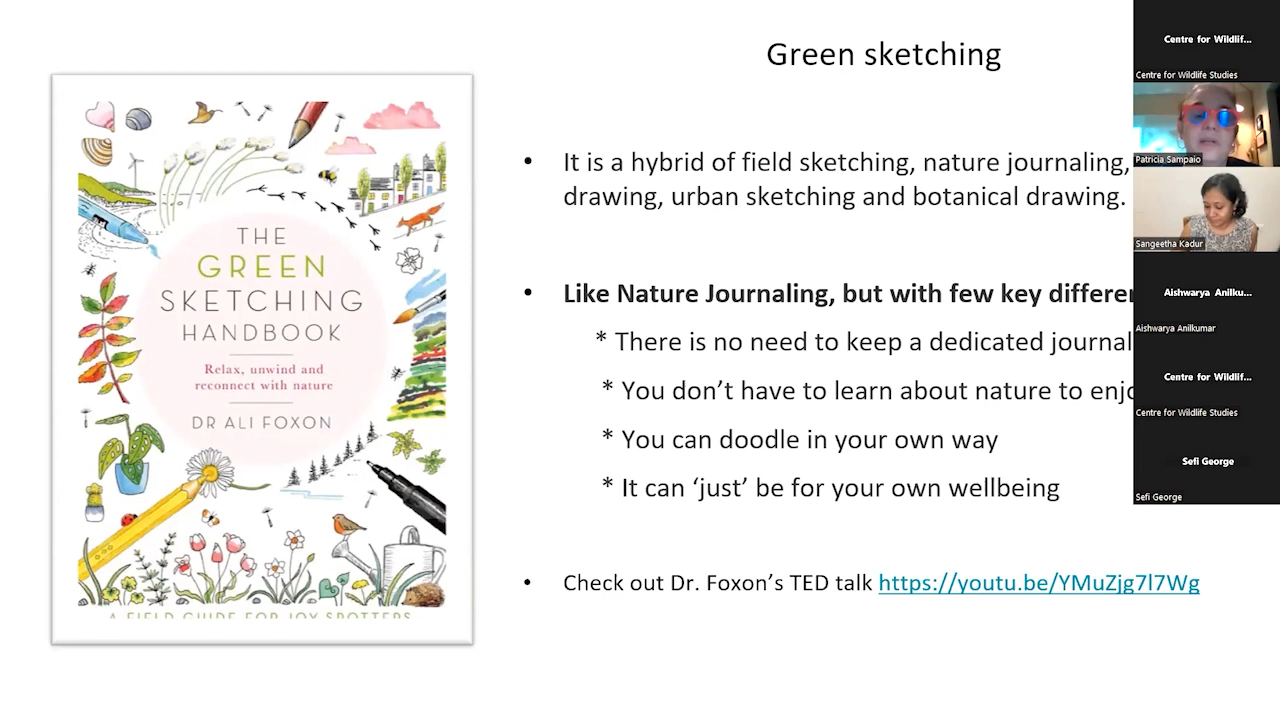 Green sketching
THE
GREEN
SKETCHING
HANDBOOK
Relax, unwind and
reconnect with nature
DR ALI FOXON
A FIELD GUIDE FOR JOY SPOTTERS
• It is a hybrid of field sketching, nature journaling,
drawing, urban sketching and botanical drawing.
• Like Nature Journaling, but with few key differen
* There is no need to keep a dedicated journal
* You don’t have to learn about nature to enjo
* You can doodle in your own way
* It can ‘just’ be for your own wellbeing
• Check out Dr. Foxon’s TED talk https://youtu.be/YMuZjg7l7Wg
Centre for Wildlif...
Centre for Wildlife Studies
Patricia Sampaio
Sangeetha Kadur
Aishwarya Anilku...
Aishwarya Anilkumar
Centre for Wildlif...
Centre for Wildlife Studies
Sefi George
Sefi George